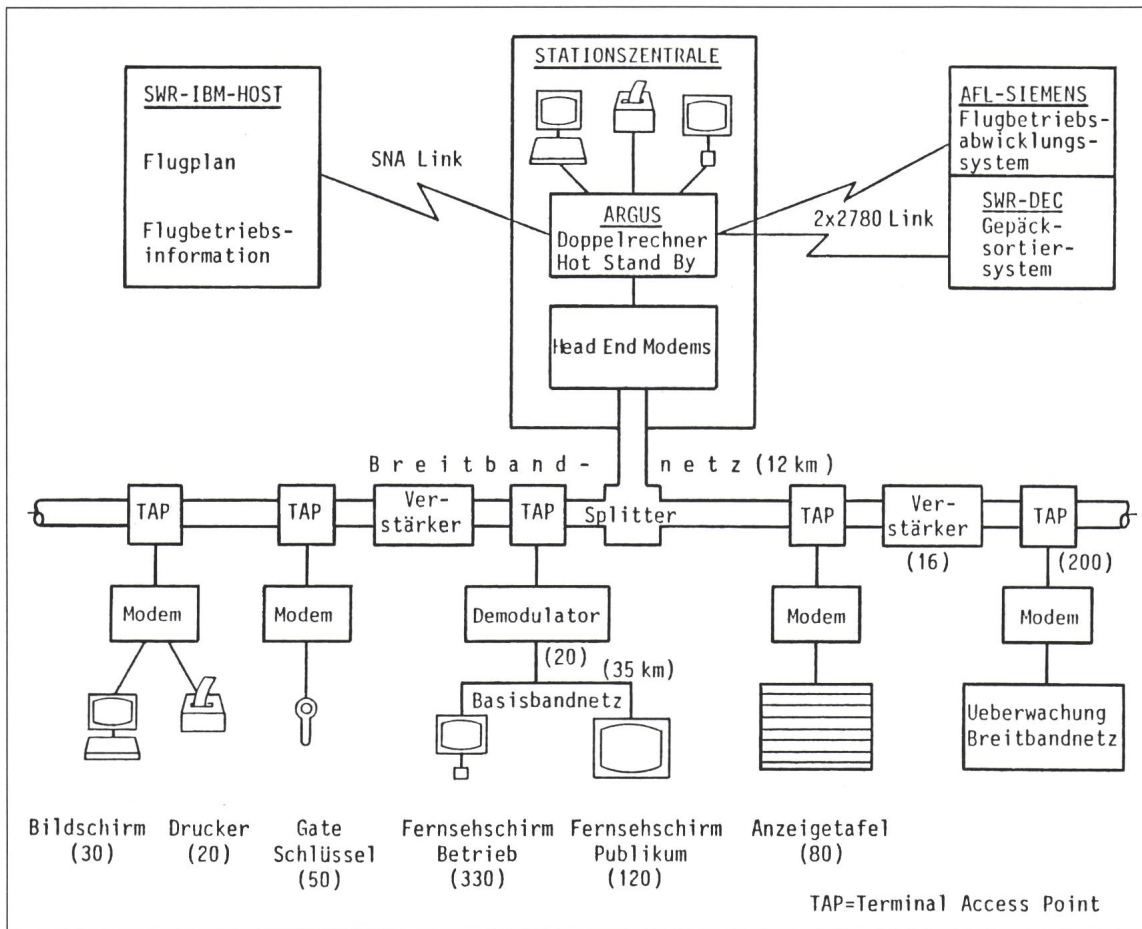 STATIONSZENTRALE
SWR-IBM-HOST
Flugplan
Flugbetriebs-
information
SNA Link
ARGUS
Doppelrechner
Hot Stand By
2x2780 Link
AFL-SIEMENS
Flugbetriebs-
abwicklungs-
system
SWR-DEC
Gepäck-
sortier-
system
Head End Modems
Breitband- netz (12 km)
TAP
TAP
Ver-
stärker
TAP
Splitter
TAP
Ver-
stärker
(16)
TAP
(200)
Modem
Modem
Demodulator
(20)
(35 km)
Basisbandnetz
Modem
Modem
Ueberwachung
Breitbandnetz
Bildschirm
(30)
Drucker
(20)
Gate
Schlüssel
(50)
Fernsehschirm
Betrieb
(330)
Fernsehschirm
Publikum
(120)
Anzeigetafel
(80)
TAP=Terminal Access Point